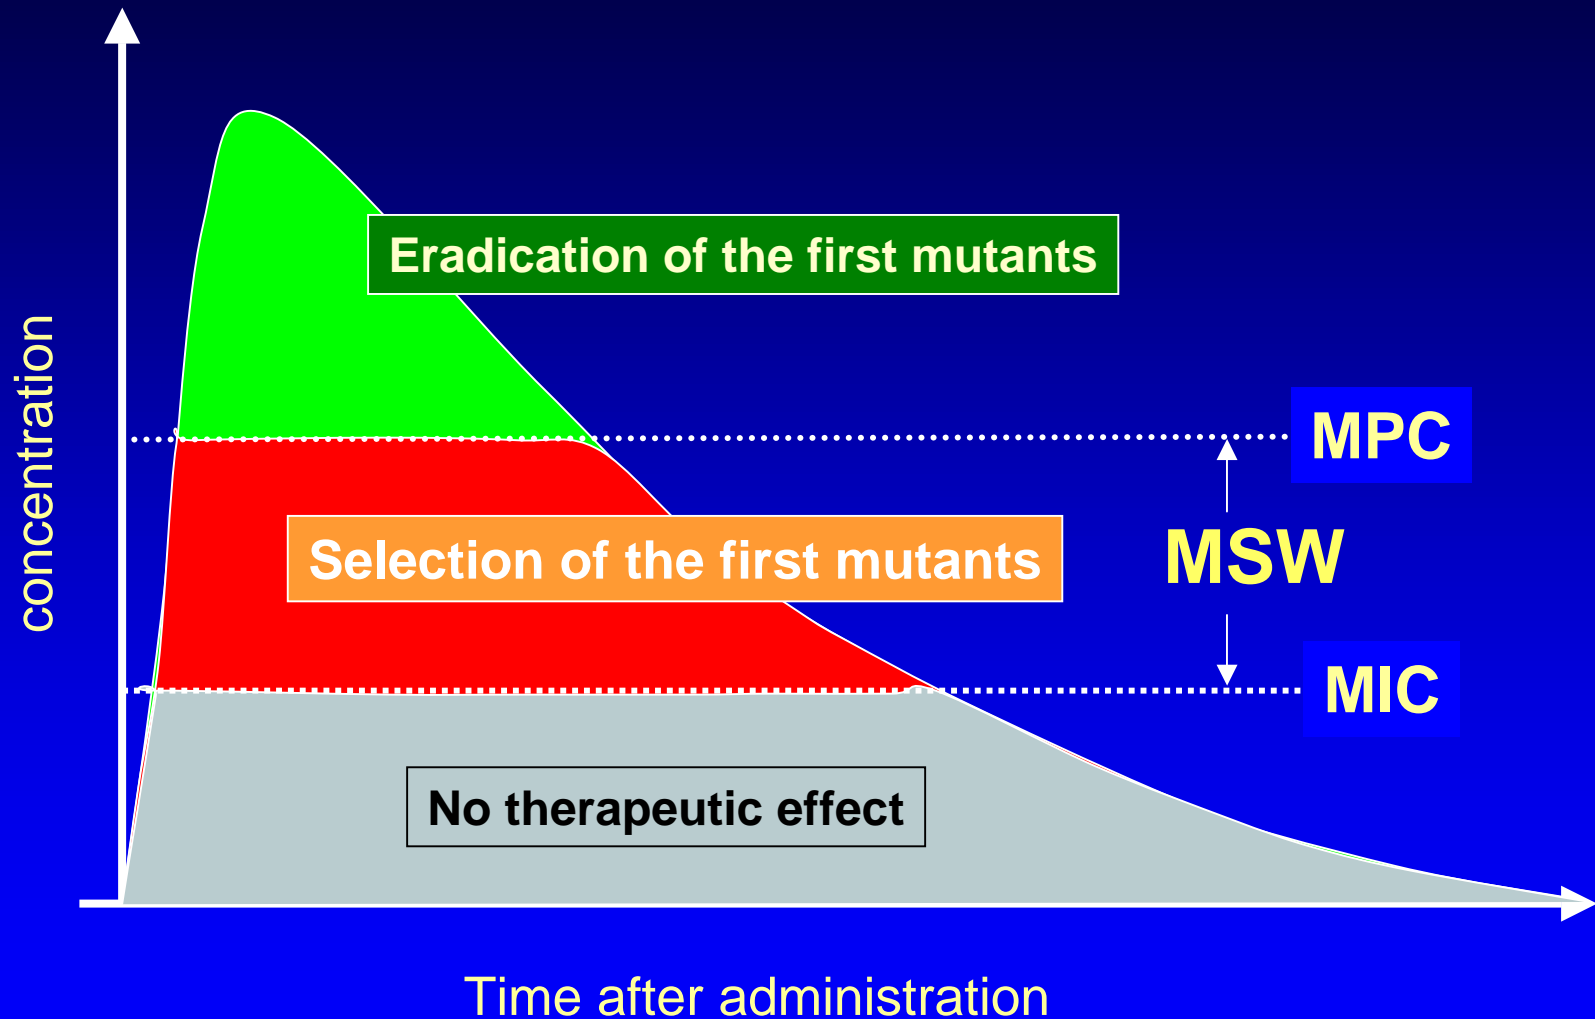 Eradication of the first mutants
concentration
MPC
Selection of the first mutants
MSW
MIC
No therapeutic effect
Time after administration